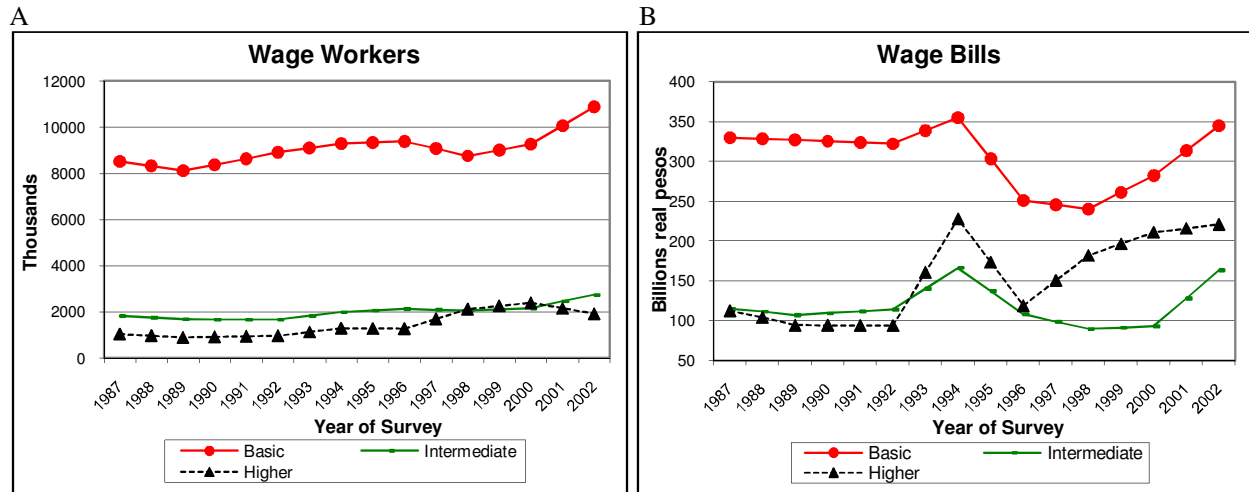 A
Wage Workers
12000
10000
8000
6000
4000
2000
0
Thousands
1987 1988 1989 1990 1991 1992 1993 1994 1995 1996 1997 1998 1999 2000 2001 2002
Year of Survey
Basic Intermediate
Higher
B
Wage Bills
400
350
300
250
200
150
100
50
Billions real pesos
1987 1988 1989 1990 1991 1992 1993 1994 1995 1996 1997 1998 1999 2000 2001 2002
Year of Survey
Basic Intermediate
Higher